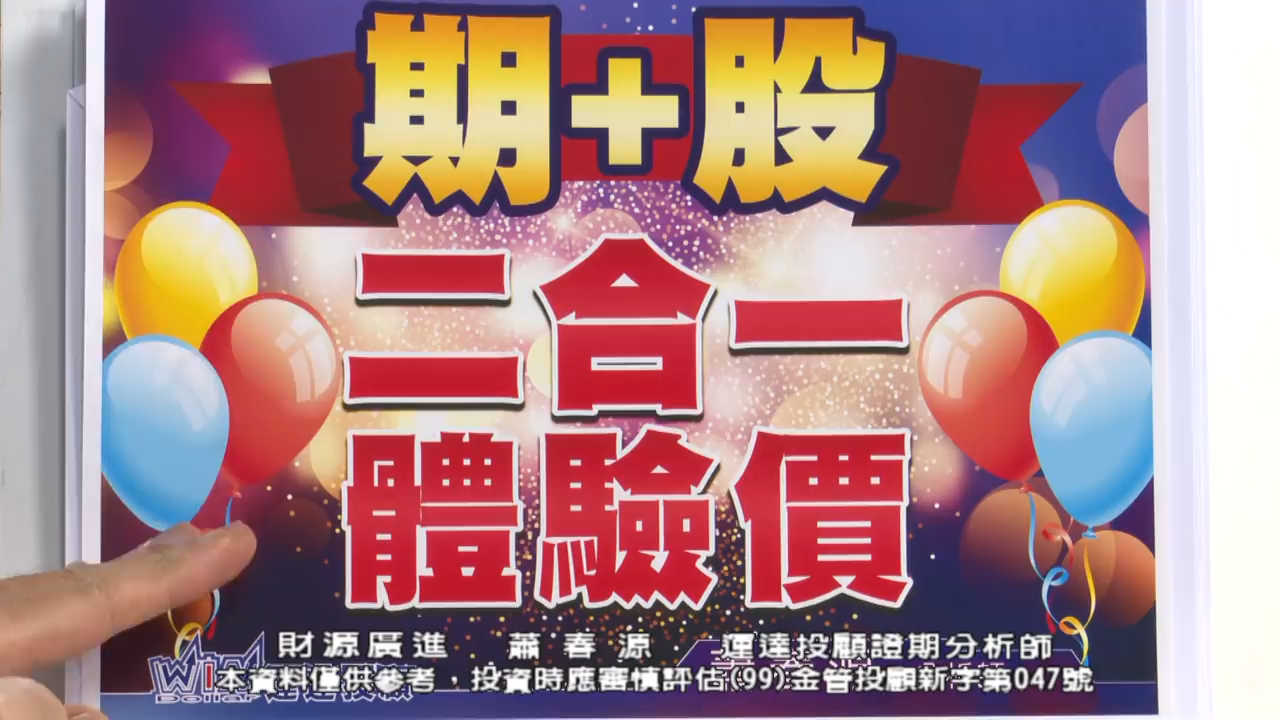 期+股
二合一
體驗價
財源廣進 蕭春源 運達投顧證期分析師
本資料僅供參考，投資時應審慎評估(99)金管投顧新字第047號
WIN
Dollar